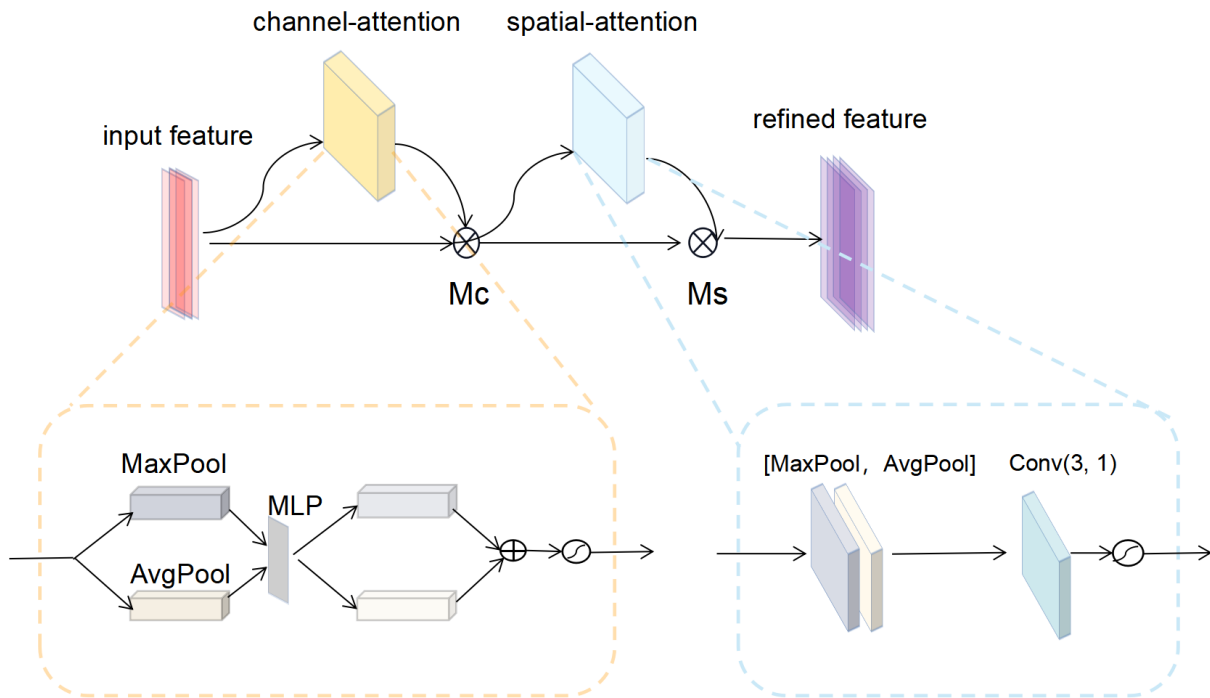 channel-attention
spatial-attention
input feature
refined feature
Mc
Ms
MaxPool
MLP
AvgPool
[MaxPool, AvgPool]
Conv(3, 1)